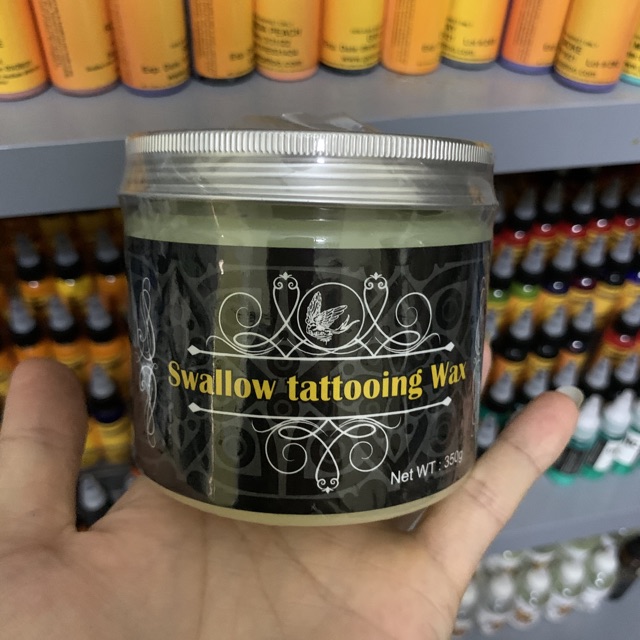 Swallow tattooing Wax
Net WT : 350g